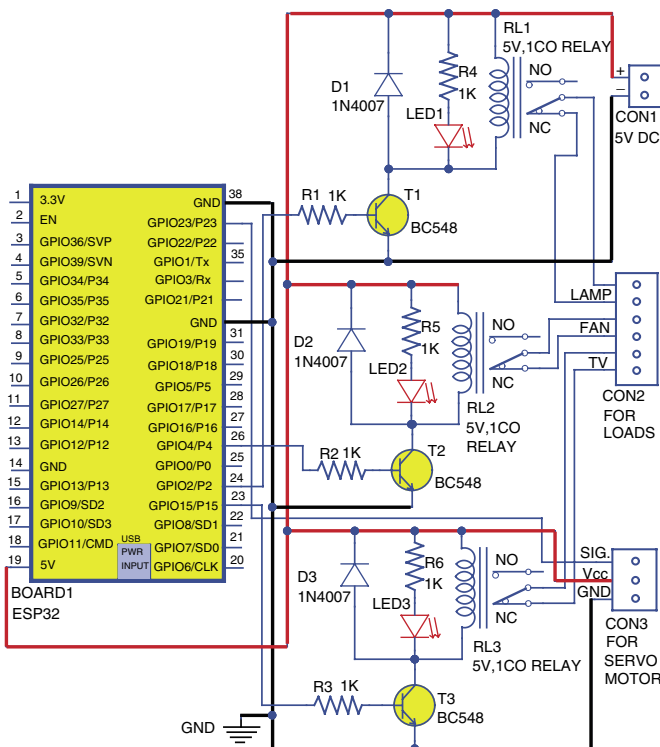 RL1
5V,1CO RELAY
NO
NC
+
−
CON1
5V DC
D1
1N4007
R4
1K
LED1
R1 1K
T1
BC548
1 3.3V
2 EN
3 GPIO36/SVP
4 GPIO39/SVN
5 GPIO34/P34
6 GPIO35/P35
7 GPIO32/P32
8 GPIO33/P33
9 GPIO25/P25
10 GPIO26/P26
11 GPIO27/P27
12 GPIO14/P14
13 GPIO12/P12
14 GND
15 GPIO13/P13
16 GPIO9/SD2
17 GPIO10/SD3
18 GPIO11/CMD
19 5V
GND 38
GPIO23/P23
GPIO22/P22
GPIO1/Tx 35
GPIO3/Rx
GPIO21/P21
GND
GPIO19/P19 31
GPIO18/P18 30
GPIO5/P5 29
GPIO17/P17 28
GPIO16/P16 27
GPIO4/P4 26
GPIO0/P0 25
GPIO2/P2 24
GPIO15/P15 23
GPIO8/SD1 22
GPIO7/SD0 21
GPIO6/CLK 20
USB
PWR
INPUT
BOARD1
ESP32
D2
1N4007
R5
1K
LED2
NO
NC
RL2
5V,1CO
RELAY
R2 1K
T2
BC548
LAMP
FAN
TV
CON2
FOR
LOADS
D3
1N4007
R6
1K
LED3
NO
NC
RL3
5V,1CO RELAY
R3 1K
T3
BC548
SIG.
Vcc
GND
CON3
FOR
SERVO
MOTOR
GND